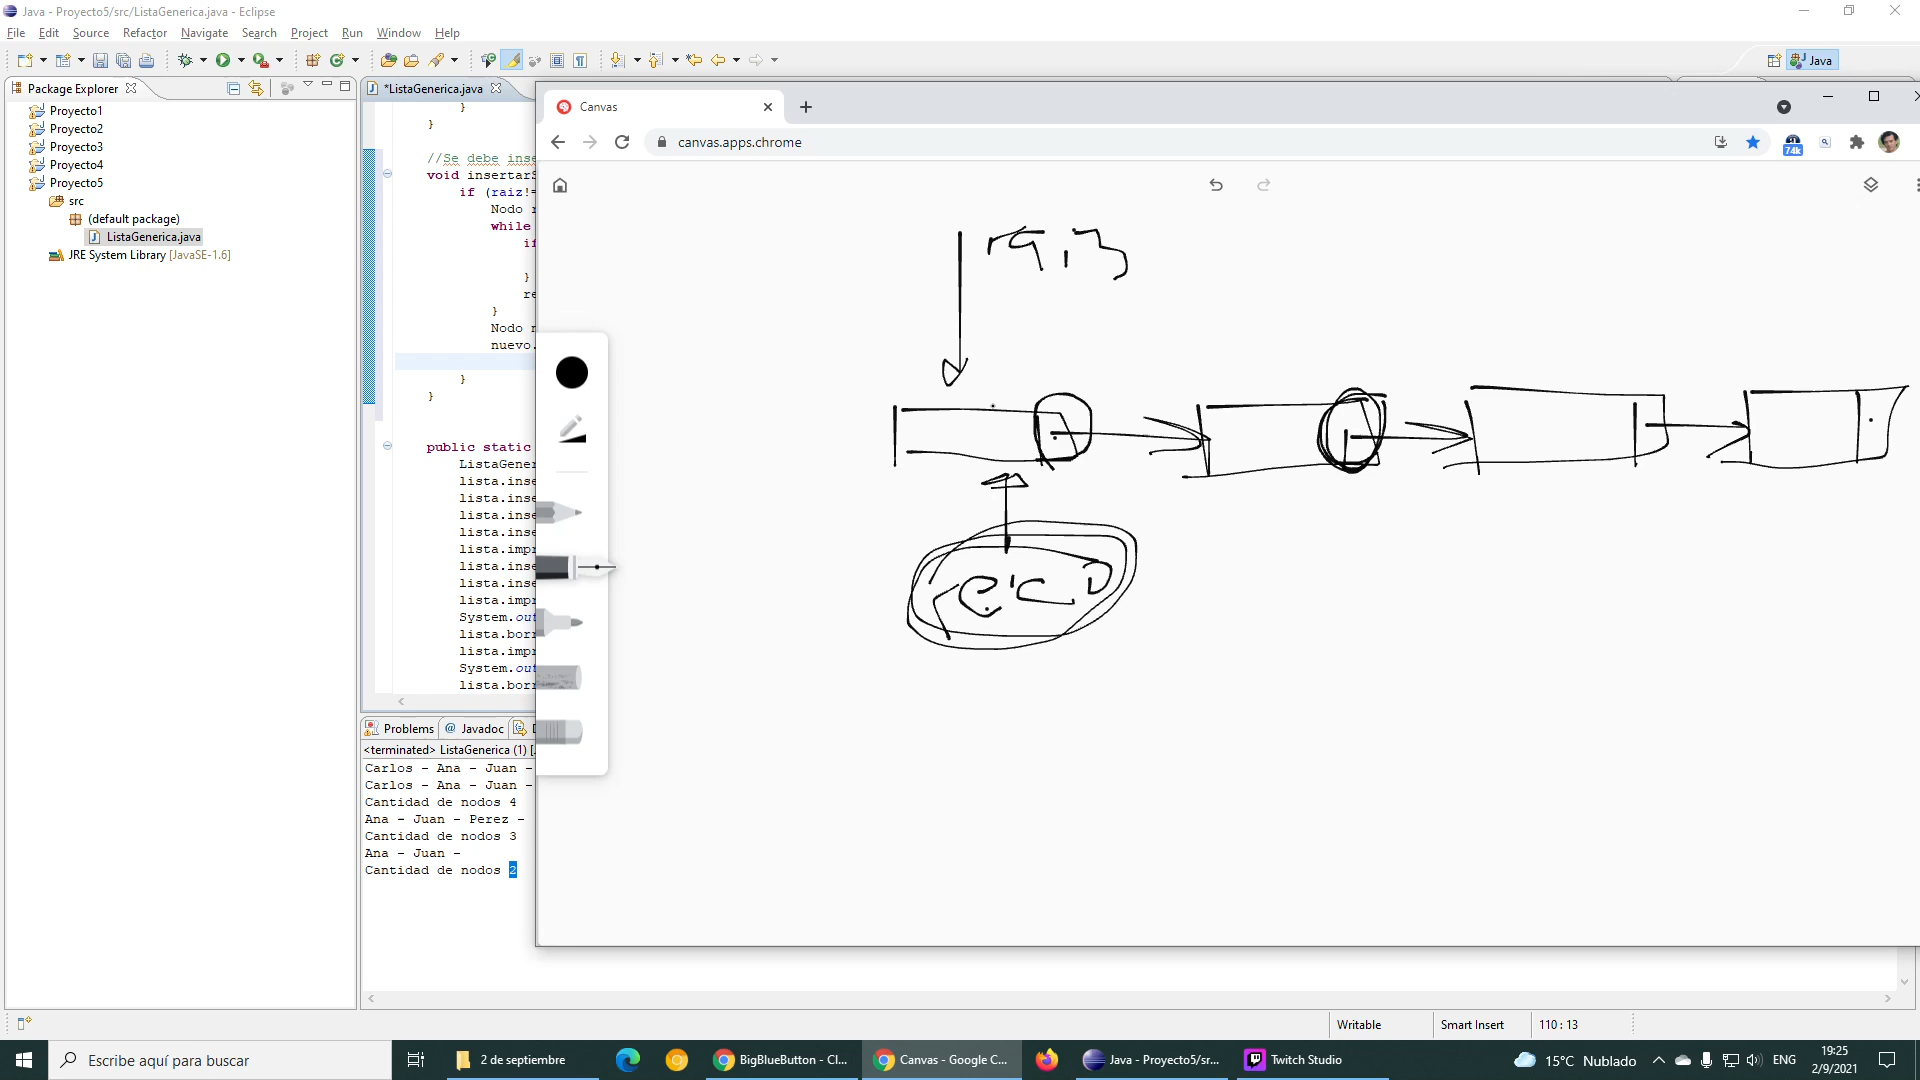 Java - Proyecto5/src/ListaGenerica.java - Eclipse
File Edit Source Refactor Navigate Search Project Run Window Help
Java
Package Explorer
Proyecto1
Proyecto2
Proyecto3
Proyecto4
Proyecto5
src
(default package)
ListaGenerica.java
JRE System Library [JavaSE-1.6]
*ListaGenerica.java
}
}
//Se debe inse
void insertarS
if (raiz!=
Nodo r
while
if
}
re
}
Nodo n
nuevo.
}
}
public static
ListaGener
lista.inse
lista.inse
lista.inse
lista.inse
lista.impr
lista.inse
lista.inse
lista.impr
System.out
lista.borr
lista.impr
System.out
lista.borr
Problems @ Javadoc
<terminated> ListaGenerica (1) [
Carlos - Ana - Juan -
Carlos - Ana - Juan -
Cantidad de nodos 4
Ana - Juan - Perez -
Cantidad de nodos 3
Ana - Juan -
Cantidad de nodos 2
Canvas
canvas.apps.chrome
74k
raiz
reco
Writable Smart Insert 110 : 13
Escribe aquí para buscar
2 de septiembre
BigBlueButton - Cl...
Canvas - Google C...
Java - Proyecto5/sr...
Twitch Studio
15°C Nublado
ENG
19:25
2/9/2021